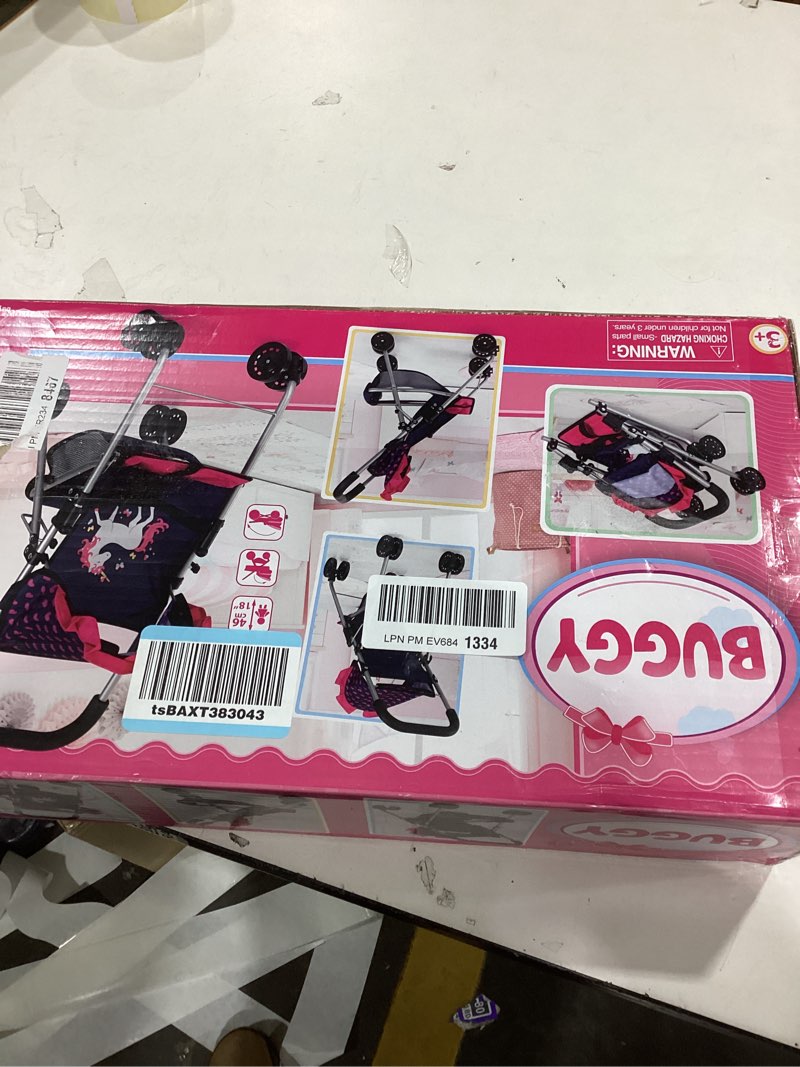 WARNING:
CHOKING HAZARD -Small parts
Not for children under 3 years.
3+
8407
46
cm
18"
LPN PM EV684 1334
tsBAXT383043
BUGGY
BUGGY